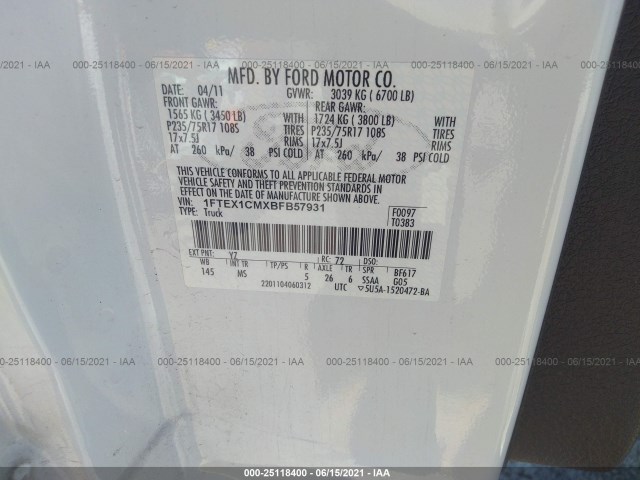 000-25118400 - 06/15/2021 - IAA 000-25118400 - 06/15/2021 - IAA 000-25118400 - 06/15/2021 - IAA
MFD. BY FORD MOTOR CO.
DATE: 04/11 GVWR: 3039 KG ( 6700 LB)
FRONT GAWR: REAR GAWR:
1565 KG ( 3450 LB) WITH 1724 KG ( 3800 LB) WITH
P235/75R17 108S TIRES P235/75R17 108S TIRES
17x7.5J RIMS 17x7.5J RIMS
AT 260 kPa/ 38 PSI COLD AT 260 kPa/ 38 PSI COLD
THIS VEHICLE CONFORMS TO ALL APPLICABLE FEDERAL MOTOR
VEHICLE SAFETY AND THEFT PREVENTION STANDARDS IN
EFFECT ON THE DATE OF MANUFACTURE SHOWN ABOVE.
VIN: 1FTEX1CMXBFB57931 F0097
TYPE: Truck T0383
EXT PNT: YZ RC: 72 DSO:
WB INT TR TP/PS R AXLE TR SPR BF617
145 MS 5 26 6 SSAA G05
2201104060312 UTC ▽5U5A-1520472-BA
000-25118400 - 06/15/2021 - IAA 000-25118400 - 06/15/2021 - IAA 000-25118400 - 06/15/2021 - IAA
000-25118400 - 06/15/2021 - IAA